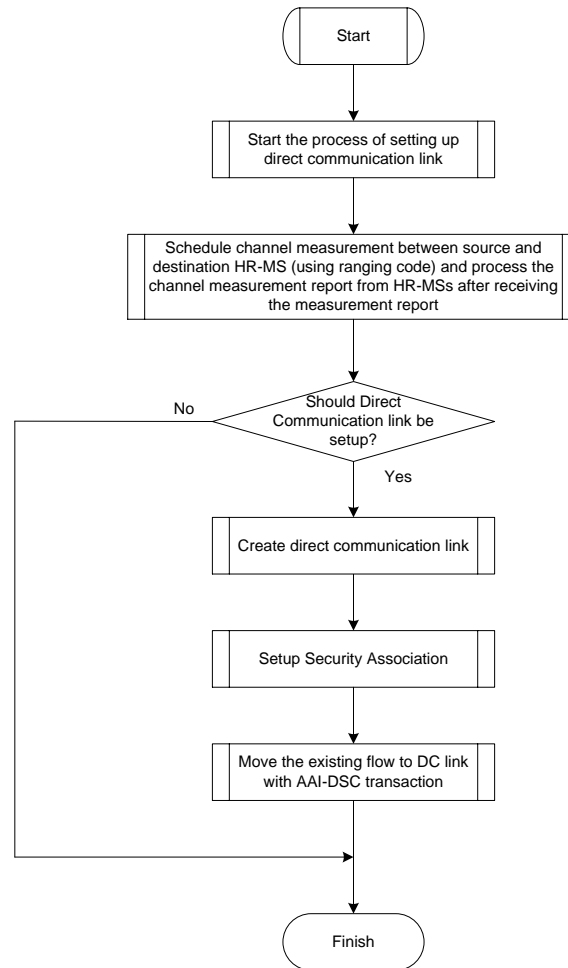 Start
Start the process of setting up
direct communication link
Schedule channel measurement between source and
destination HR-MS (using ranging code) and process the
channel measurement report from HR-MSs after receiving
the measurement report
Should Direct
Communication link be
setup?
No
Yes
Create direct communication link
Setup Security Association
Move the existing flow to DC link
with AAI-DSC transaction
Finish